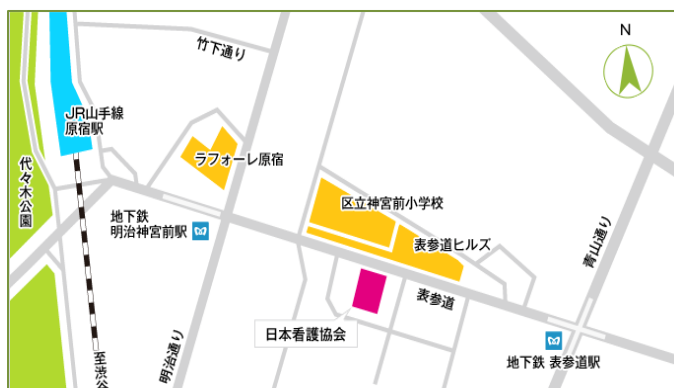 N
竹下通り
JR山手線
原宿駅
ラフォーレ原宿
代々木公園
区立神宮前小学校
地下鉄
明治神宮前駅
表参道ヒルズ
青山通り
表参道
日本看護協会
明治通り
至渋谷
地下鉄 表参道駅